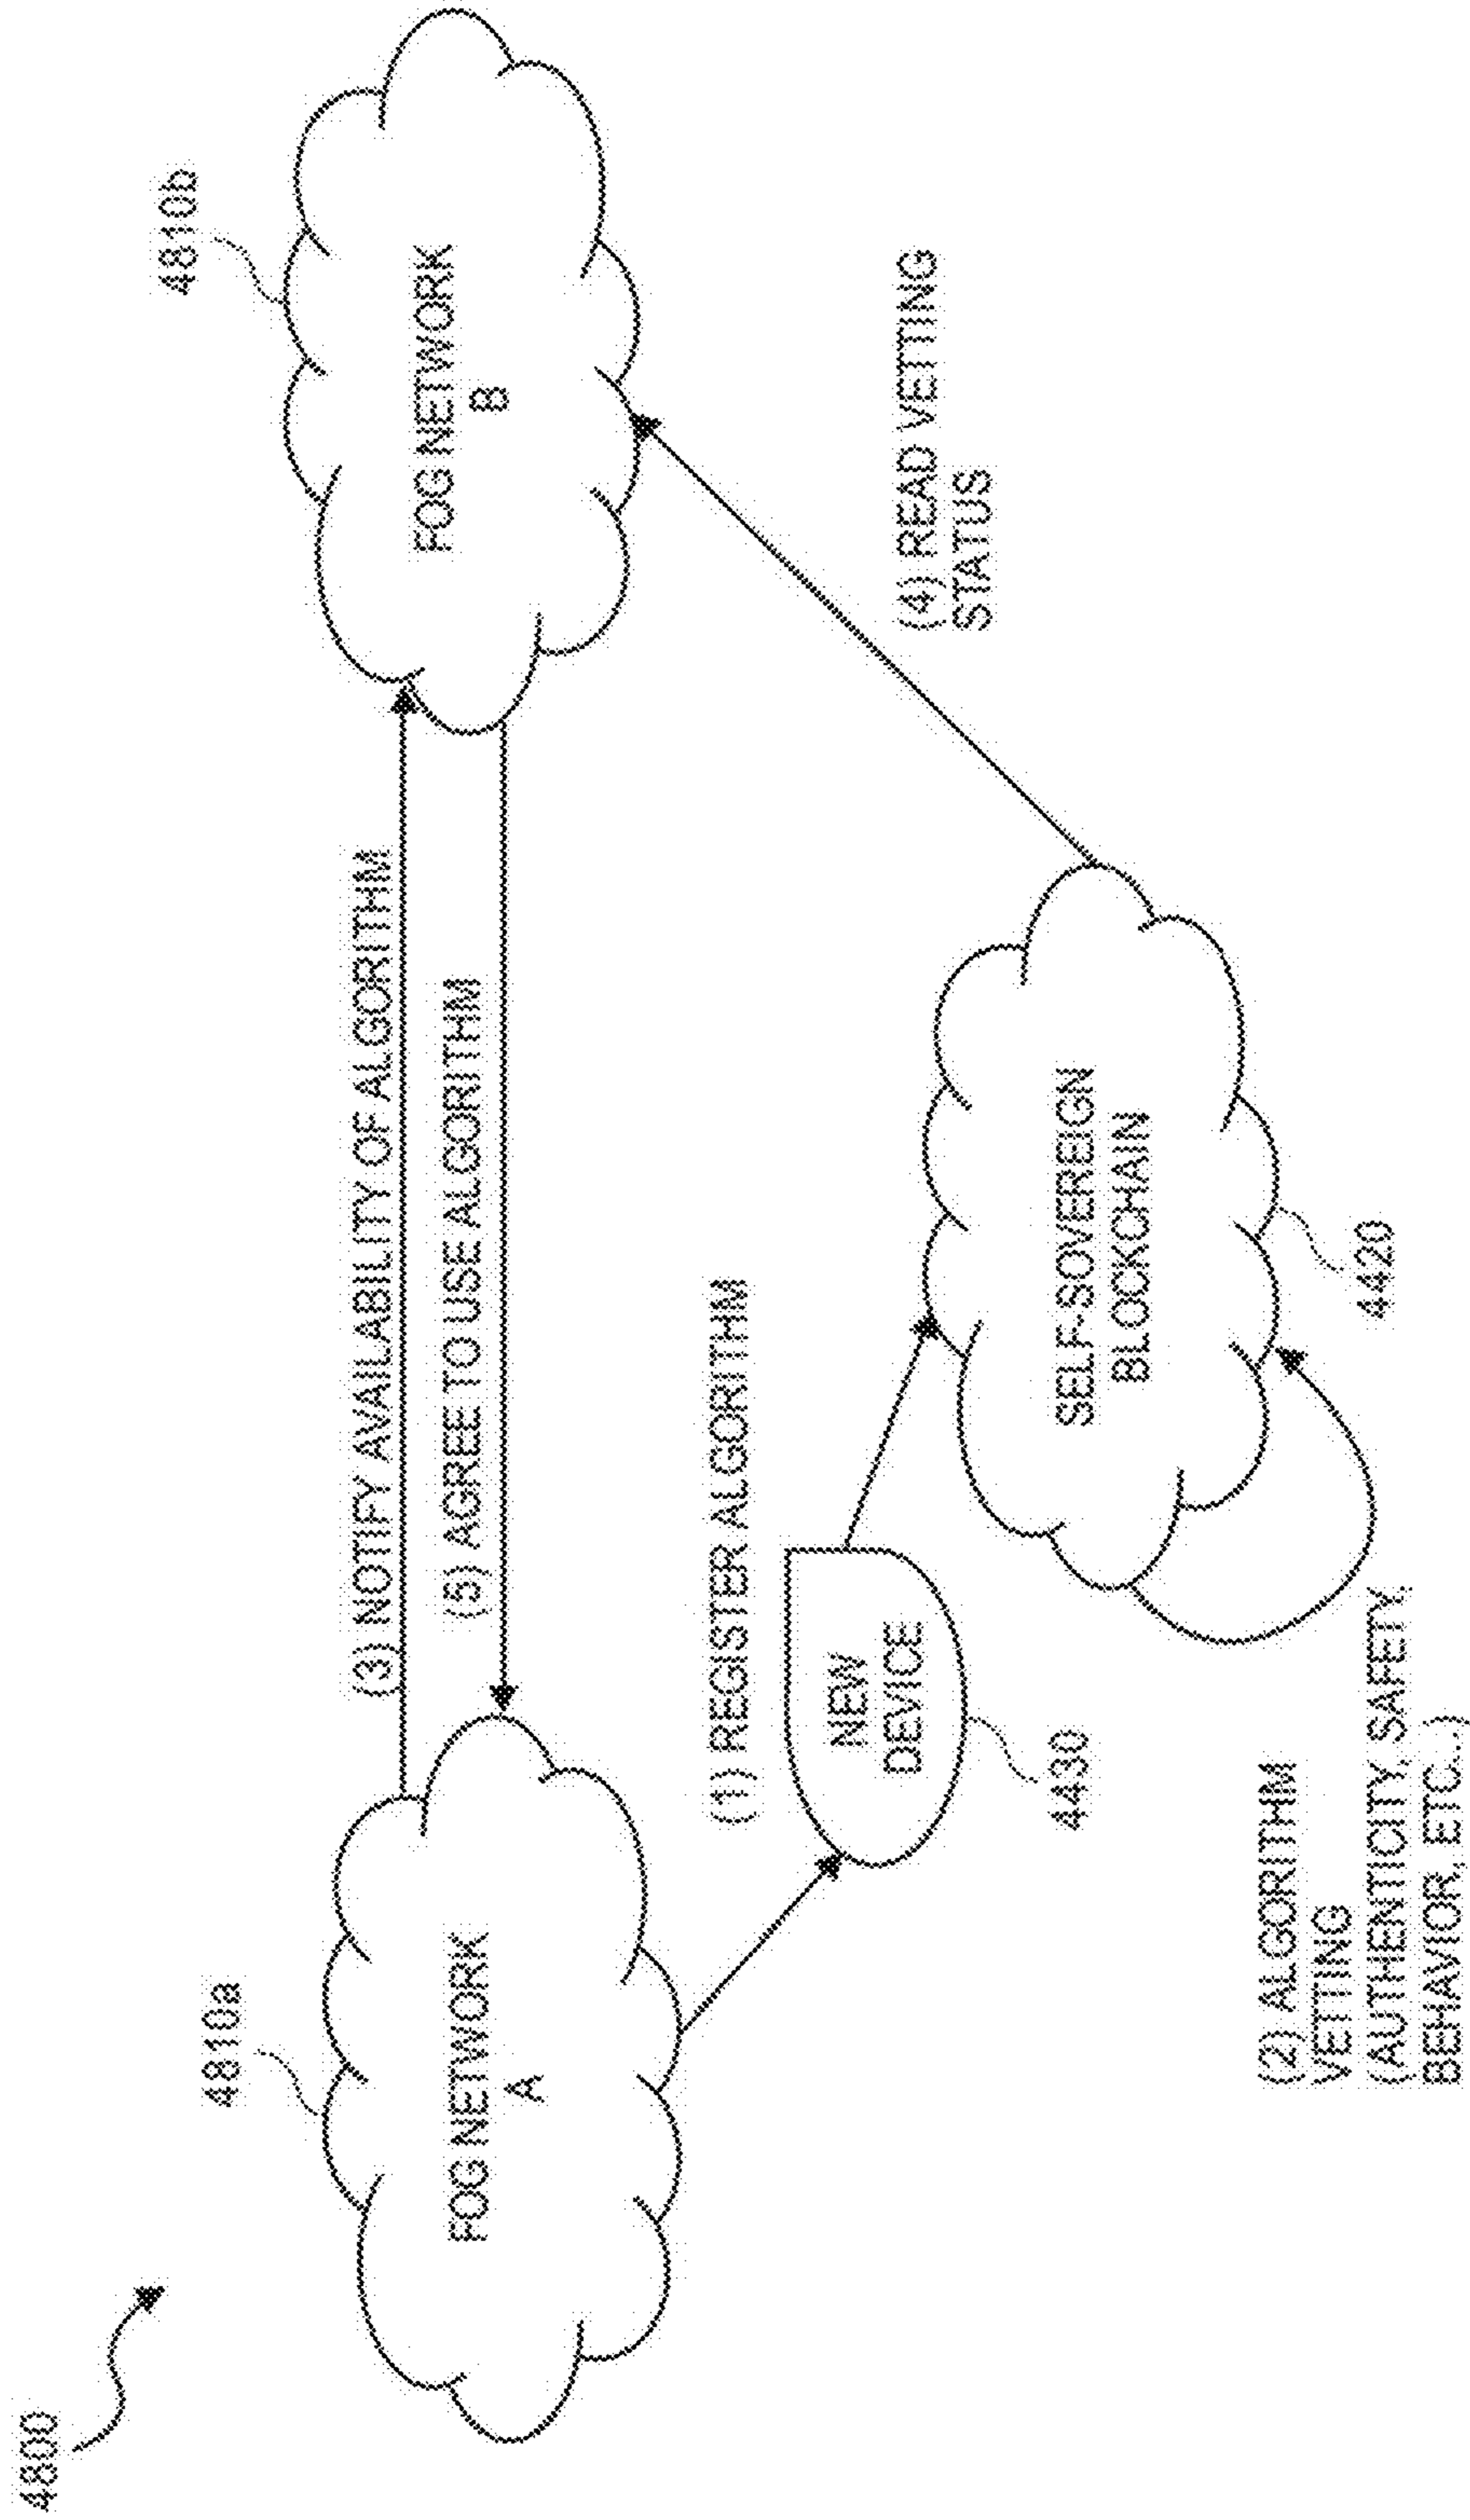 4800
4810a
4810b
(3) NOTIFY AVAILABILITY OF ALGORITHM
(5) AGREE TO USE ALGORITHM
FOG NETWORK
A
FOG NETWORK
B
(1) REGISTER ALGORITHM
NEW
DEVICE
4430
(4) READ VETTING
STATUS
SELF-SOVEREIGN
BLOCKCHAIN
4420
(2) ALGORITHM
VETTING
(AUTHENTICITY, SAFETY,
BEHAVIOR, ETC..)